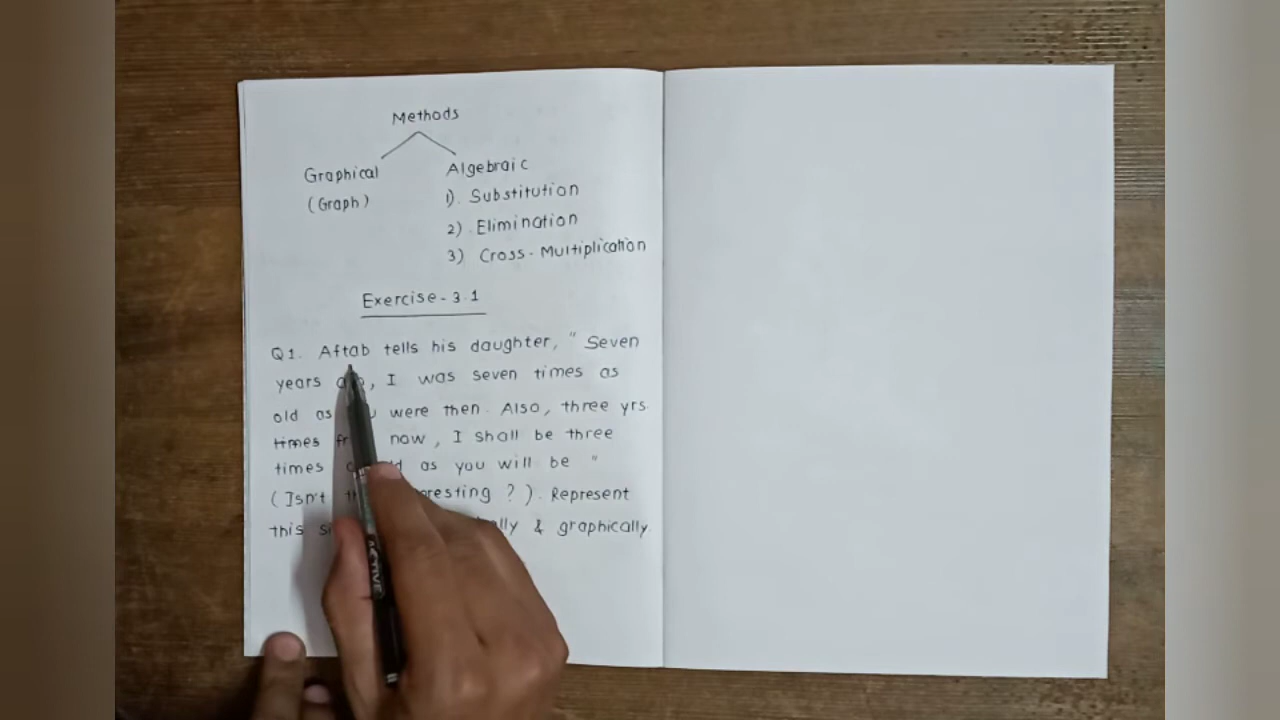 Methods
Graphical
(Graph)
Algebraic
1). Substitution
2) Elimination
3) Cross-Multiplication
Exercise-3.1
Q1. Aftab tells his daughter, "Seven
years , I was seven times as
old as were then. Also, three yrs.
times now, I shall be three
times as you will be "
(Isn't ?). Represent
this & graphically.
ACTIVE